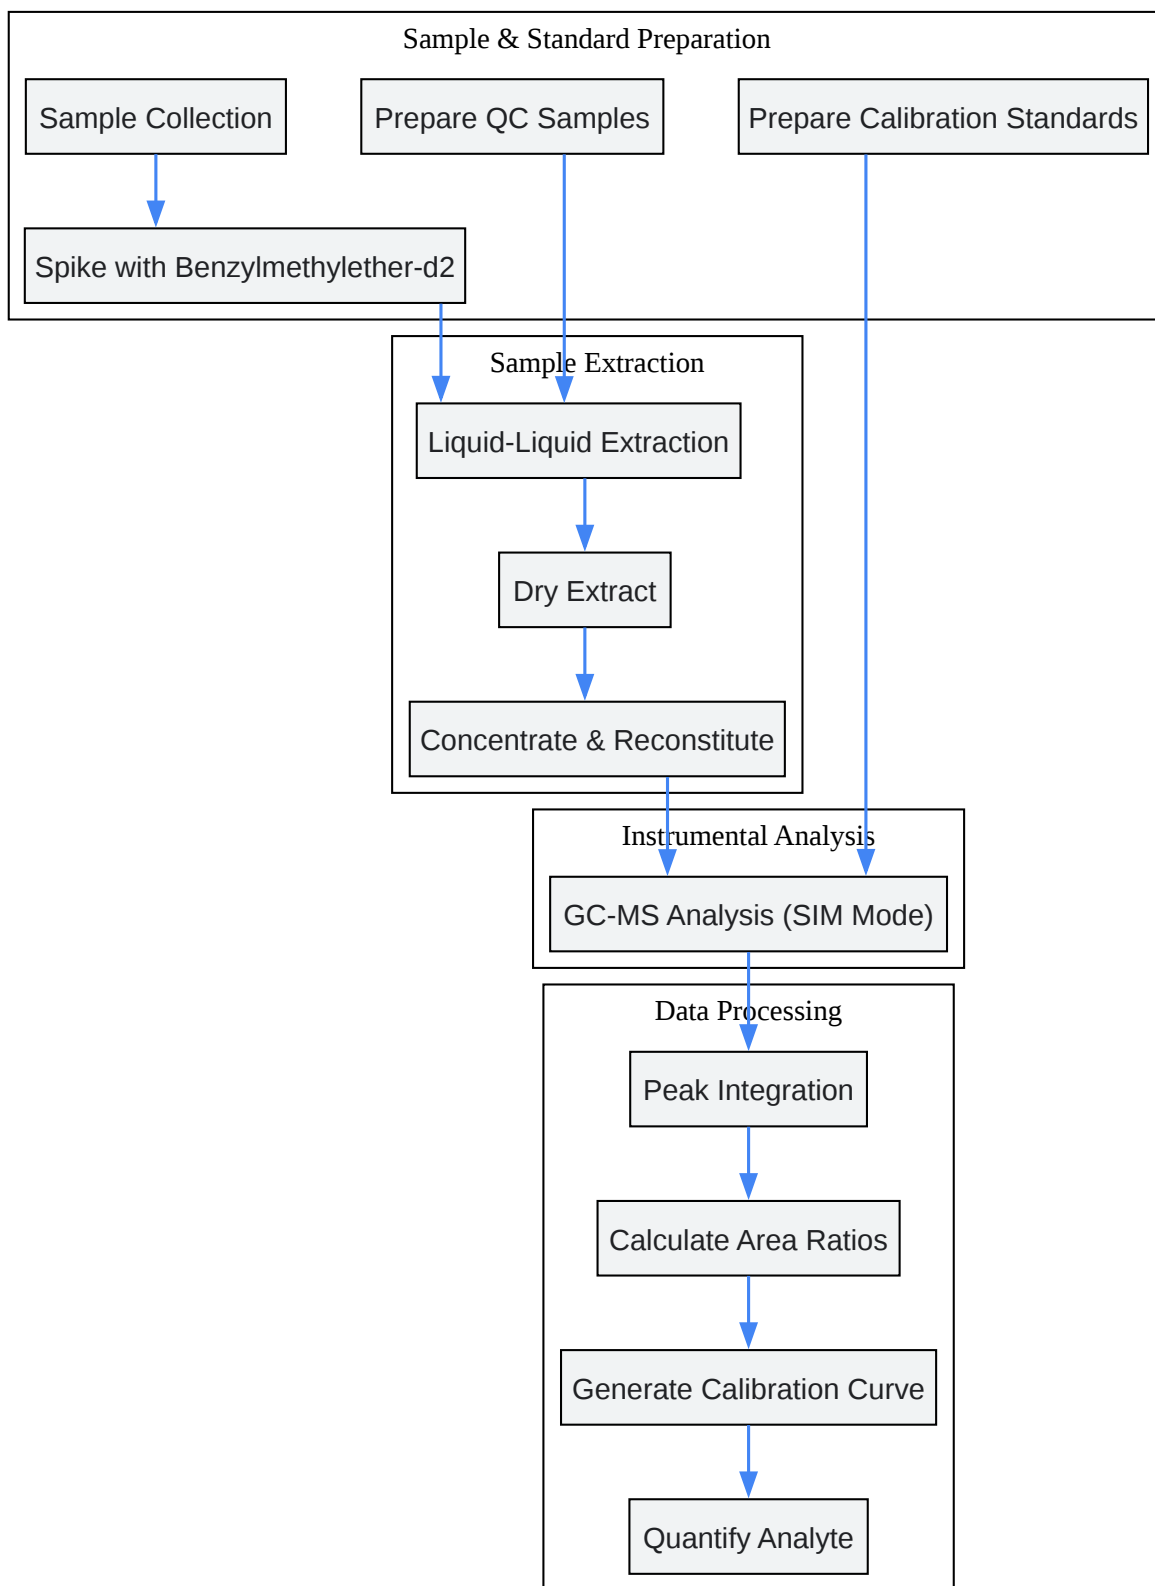 Sample & Standard Preparation
Sample Collection
Prepare QC Samples
Prepare Calibration Standards
Spike with Benzylmethylether-d2
Sample Extraction
Liquid-Liquid Extraction
Dry Extract
Concentrate & Reconstitute
Instrumental Analysis
GC-MS Analysis (SIM Mode)
Data Processing
Peak Integration
Calculate Area Ratios
Generate Calibration Curve
Quantify Analyte